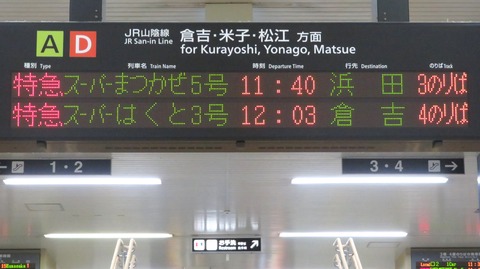 A D JR山陰線 倉吉・米子・松江 方面
JR San-in Line for Kurayoshi, Yonago, Matsue
種別 Type 列車名 Train Name 時刻 Departure Time 行先 Destination のりば Track No.
特急 スーパーまつかぜ5号 11:40 浜田 3のりば
特急 スーパーはくと3号 12:03 倉吉 4のりば
1・2 3・4
お手洗